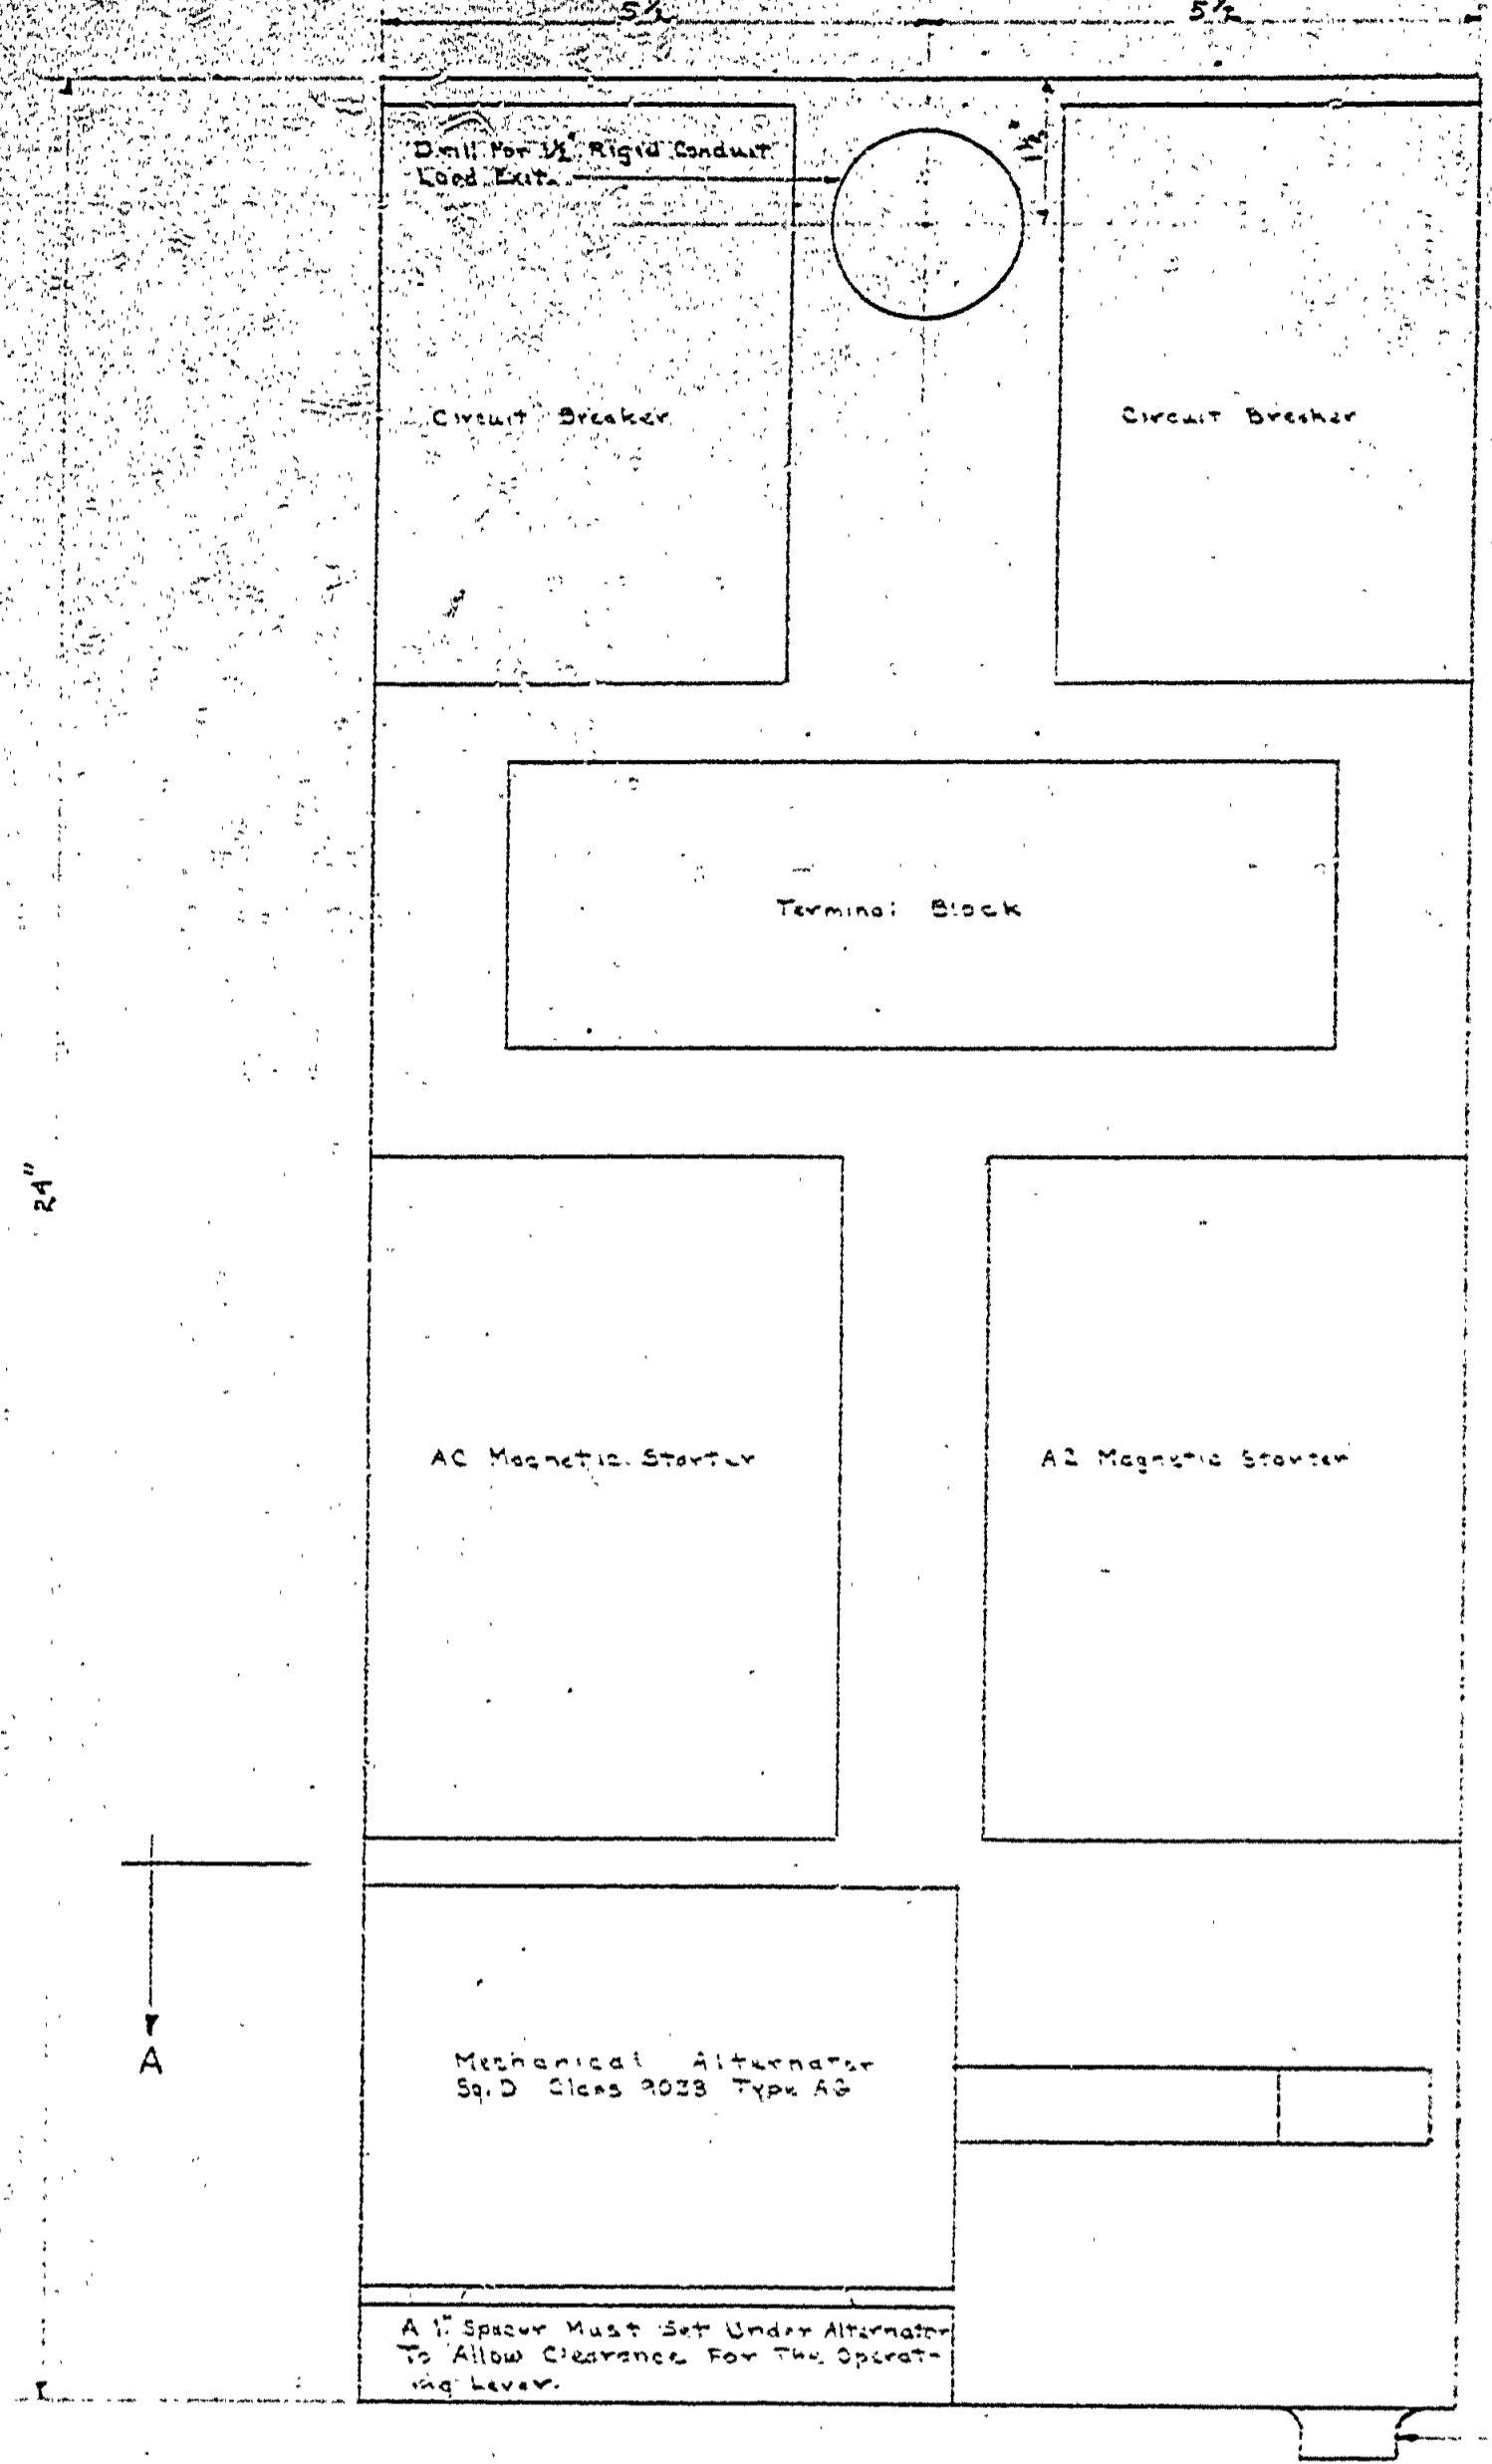 5½ 5½
Drill For 1½" Rigid Conduit
Load Exit.
1½"
Circuit Breaker Circuit Breaker
Terminal Block
24"
AC Magnetic Starter AC Magnetic Starter
A
Mechanical Alternator
Sq. D Class 9038 Type AG
A 1" Spacer Must Set Under Alternator
To Allow Clearance For The Operat-
ing Lever.